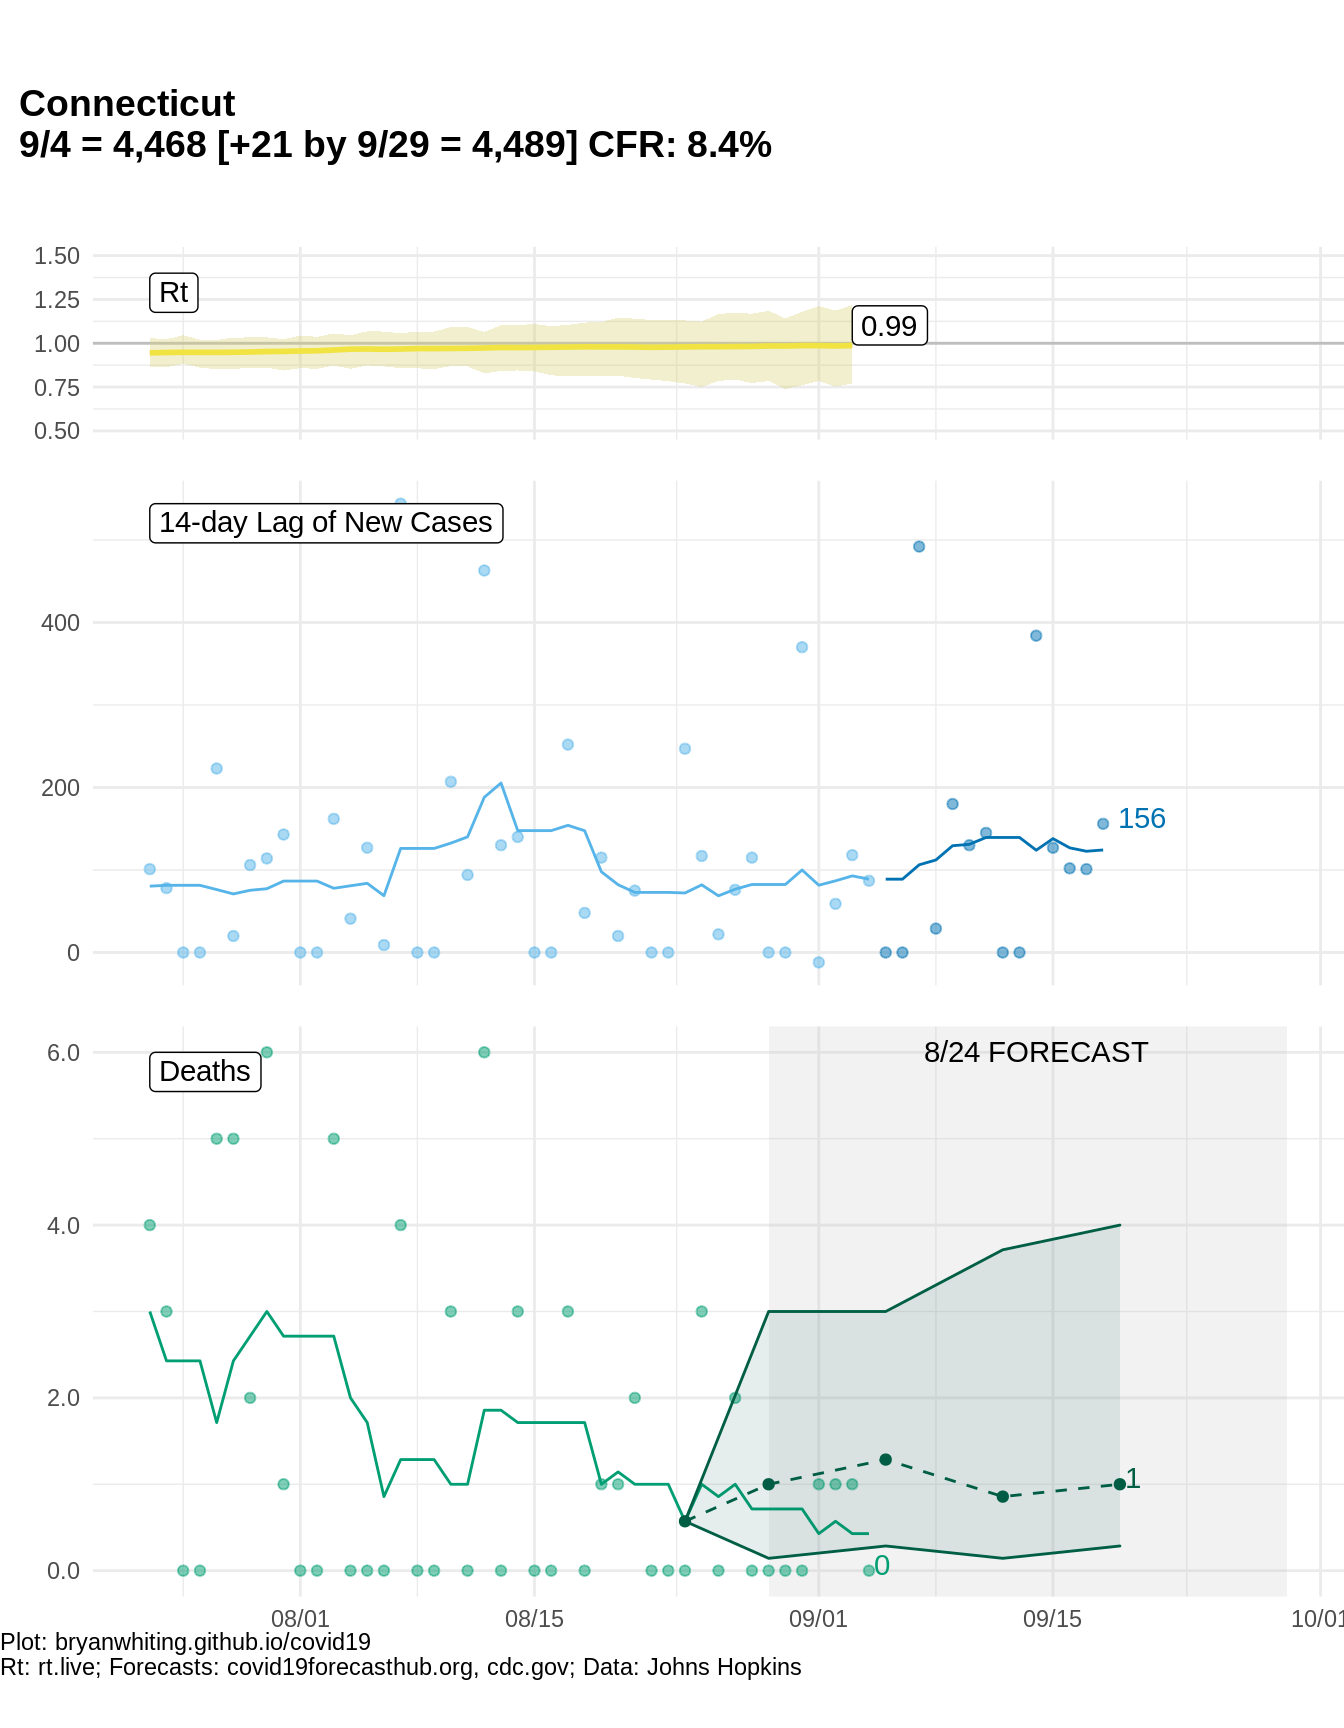 Connecticut
9/4 = 4,468 [+21 by 9/29 = 4,489] CFR: 8.4%
1.50
Rt
1.25
0.99
1.00
0.75
0.50
14-day Lag of New Cases
400
200
156
0
6.0
8/24 FORECAST
Deaths
4.0
2.0
1
0.0
0
08/01
08/15
09/01
09/15
10/01
Plot: bryanwhiting.github.io/covid19
Rt: rt.live; Forecasts: covid19forecasthub.org, cdc.gov; Data: Johns Hopkins